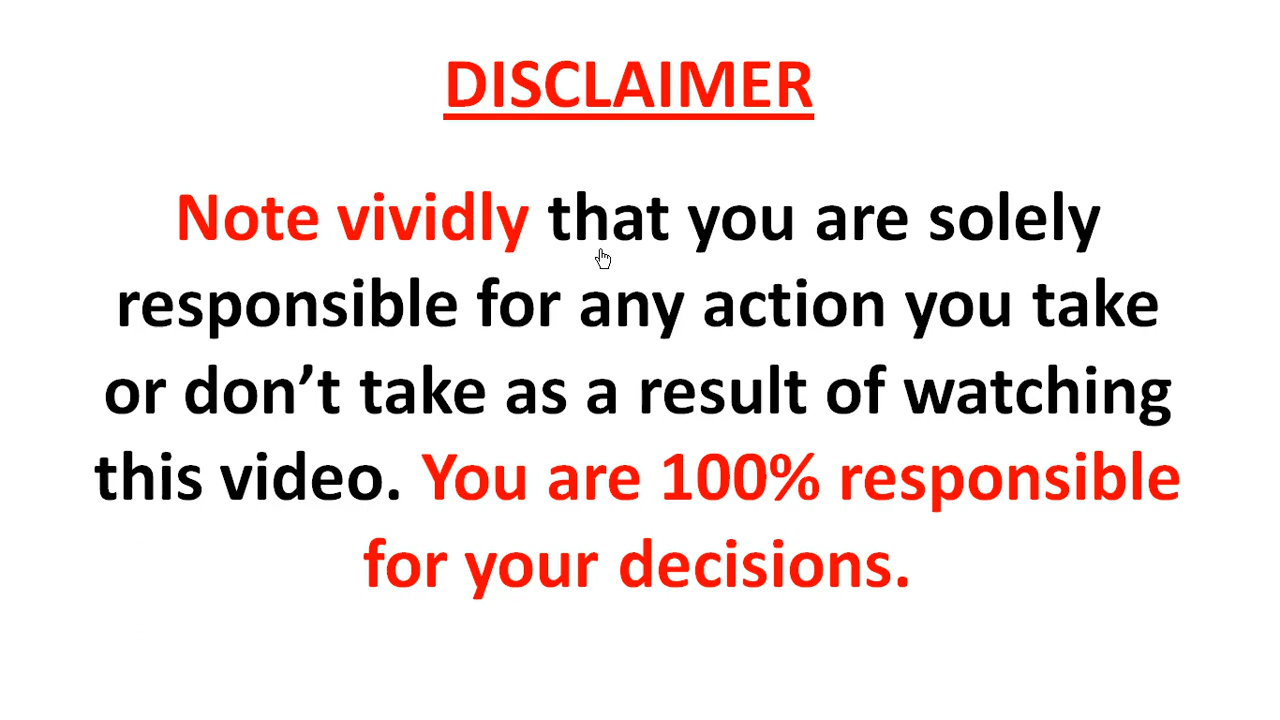 DISCLAIMER
Note vividly that you are solely
responsible for any action you take
or don’t take as a result of watching
this video. You are 100% responsible
for your decisions.